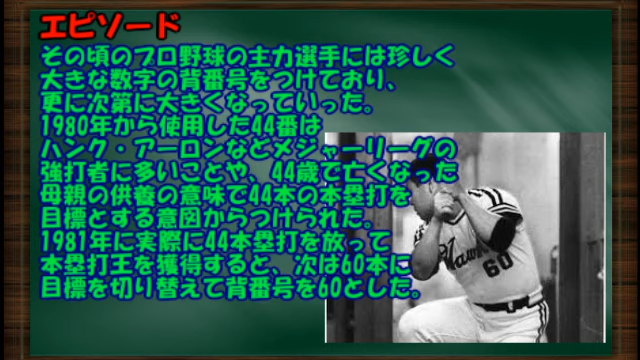 エピソード
その頃のプロ野球の主力選手には珍しく
大きな数字の背番号をつけており、
更に次第に大きくなっていった。
1980年から使用した44番は
ハンク・アーロンなどメジャーリーグの
強打者に多いことや、44歳で亡くなった
母親の供養の意味で44本の本塁打を
目標とする意図からつけられた。
1981年に実際に44本塁打を放って
本塁打王を獲得すると、次は60本に
目標を切り替えて背番号を60とした。
Hawks
60